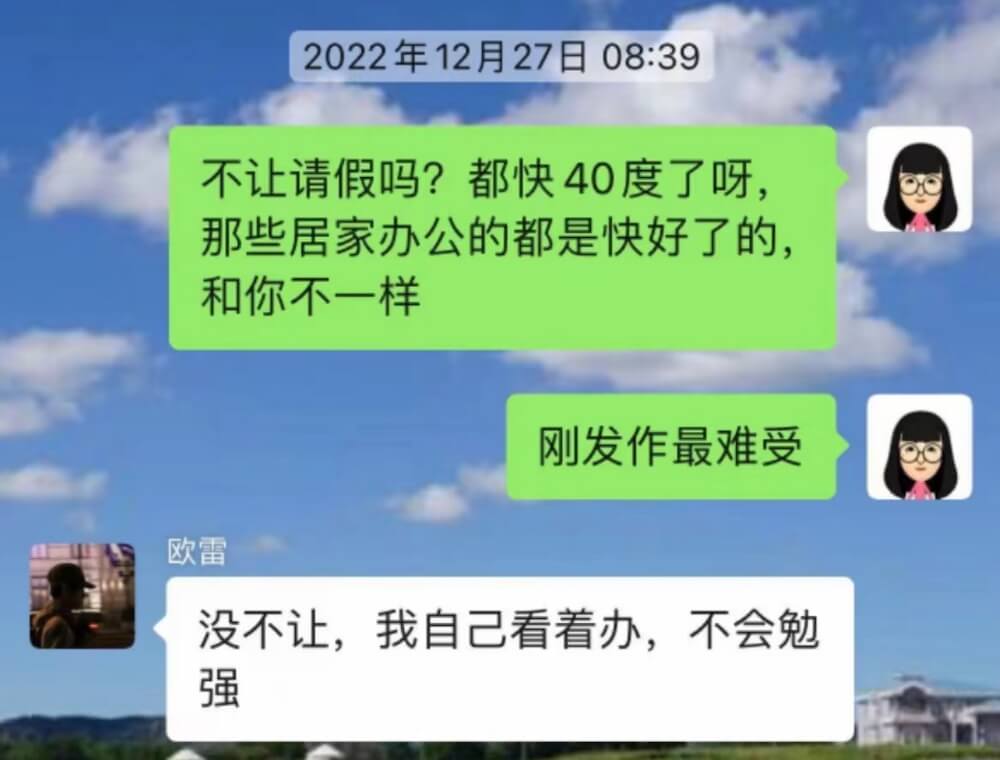 2022年12月27日 08:39
不让请假吗？都快40度了呀，
那些居家办公的都是快好了的，
和你不一样
刚发作最难受
欧雷
没不让，我自己看着办，不会勉
强